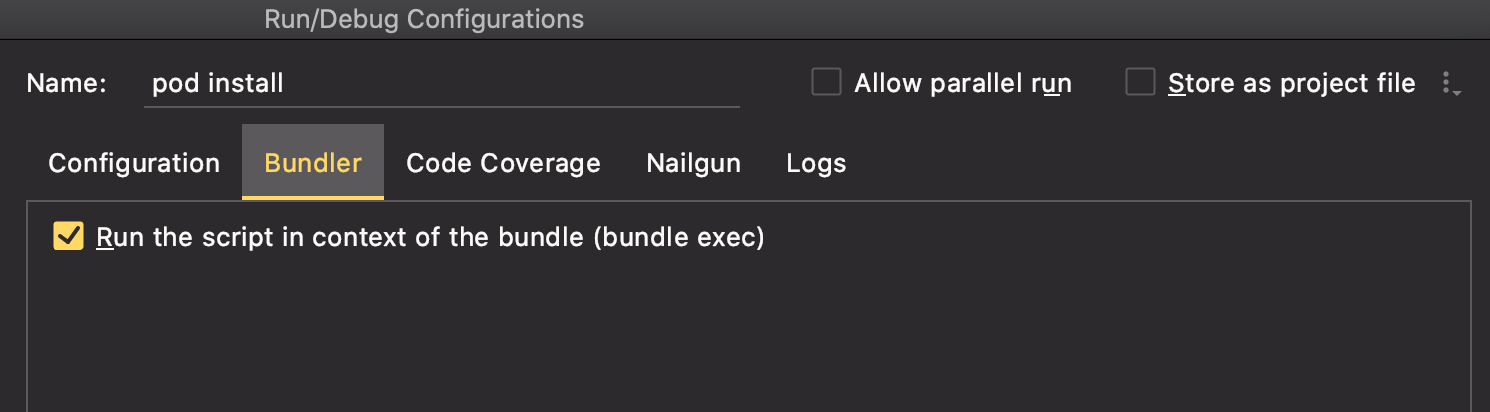 Run/Debug Configurations
Name: pod install Allow parallel run Store as project file
Configuration Bundler Code Coverage Nailgun Logs
Run the script in context of the bundle (bundle exec)